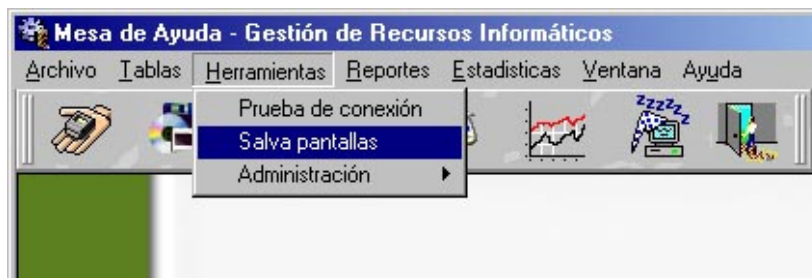 Mesa de Ayuda - Gestión de Recursos Informáticos
Archivo Tablas Herramientas Reportes Estadisticas Ventana Ayuda
Prueba de conexión
Salva pantallas
Administración
zzzzzz